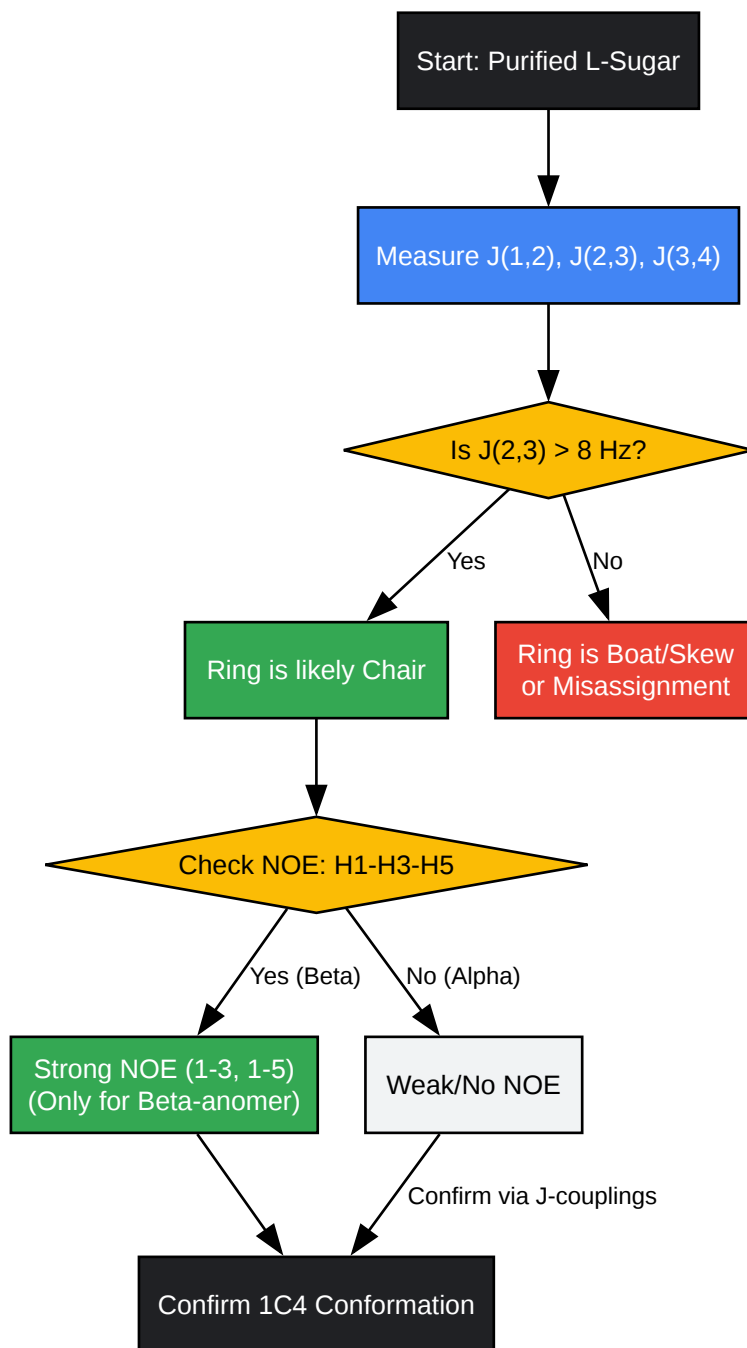 Start: Purified L-Sugar
Measure J(1,2), J(2,3), J(3,4)
Is J(2,3) > 8 Hz?
Yes
No
Ring is likely Chair
Ring is Boat/Skew
or Misassignment
Check NOE: H1-H3-H5
Yes (Beta)
No (Alpha)
Strong NOE (1-3, 1-5)
(Only for Beta-anomer)
Weak/No NOE
Confirm via J-couplings
Confirm 1C4 Conformation